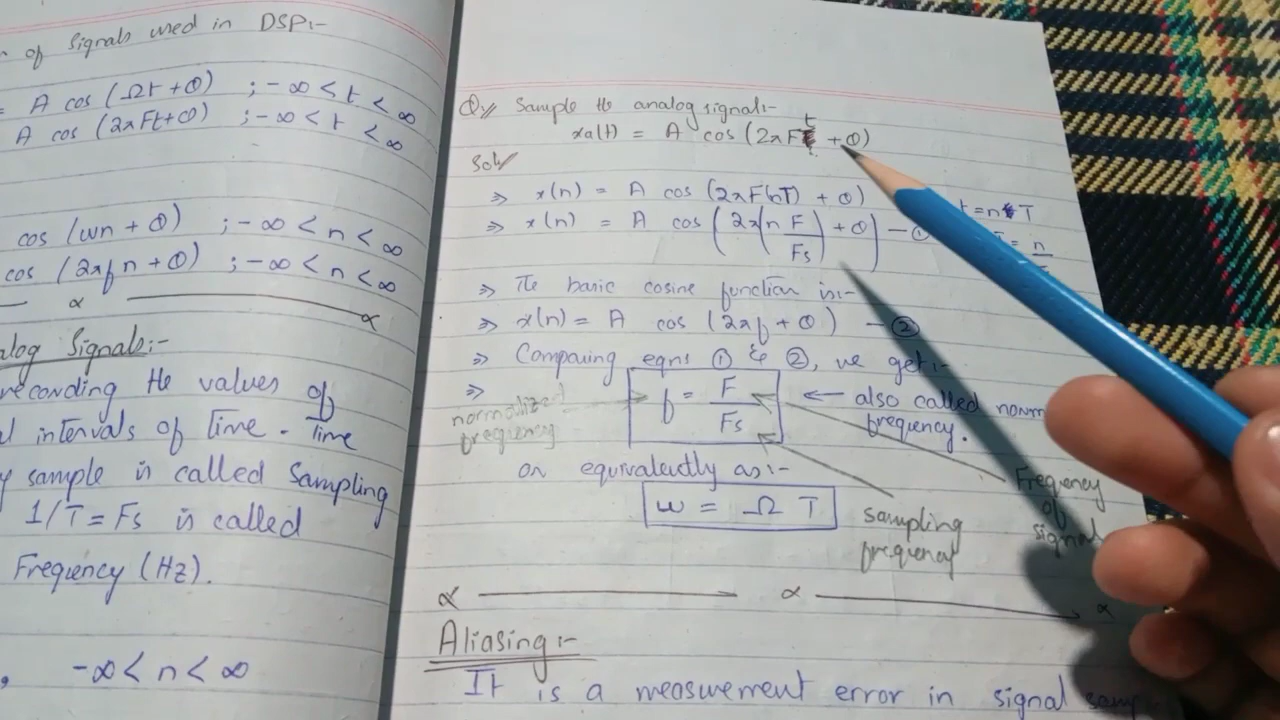 of Signals used in DSP:-
= A cos (Ωt + Θ) ; -∞ < t < ∞
A cos (2πFt + Θ) ; -∞ < t < ∞
cos (ωn + Θ) ; -∞ < n < ∞
cos (2πfn + Θ) ; -∞ < n < ∞
α α
alog Signals:-
recording the values of
intervals of Time. Time
sample is called Sampling
1/T = Fs is called
Frequency (Hz).
-∞ < n < ∞
Q) Sample the analog signal:-
xa(t) = A cos (2πFt + Θ)
Sol
⇒ x(n) = A cos (2πF(nT) + Θ) t = nT
⇒ x(n) = A cos (2π(n F/Fs) + Θ) - ① = n
⇒ The basic cosine function is:-
⇒ x(n) = A cos (2πf + Θ) - ②
⇒ Comparing eqns ① & ②, we get:-
⇒ f = F/Fs ← also called norm
frequency.
normalized
frequency
or equivalently as:-
ω = Ω T
Frequency
of
signal
sampling
frequency
α α α
Aliasing:-
It is a measurement error in signal samp